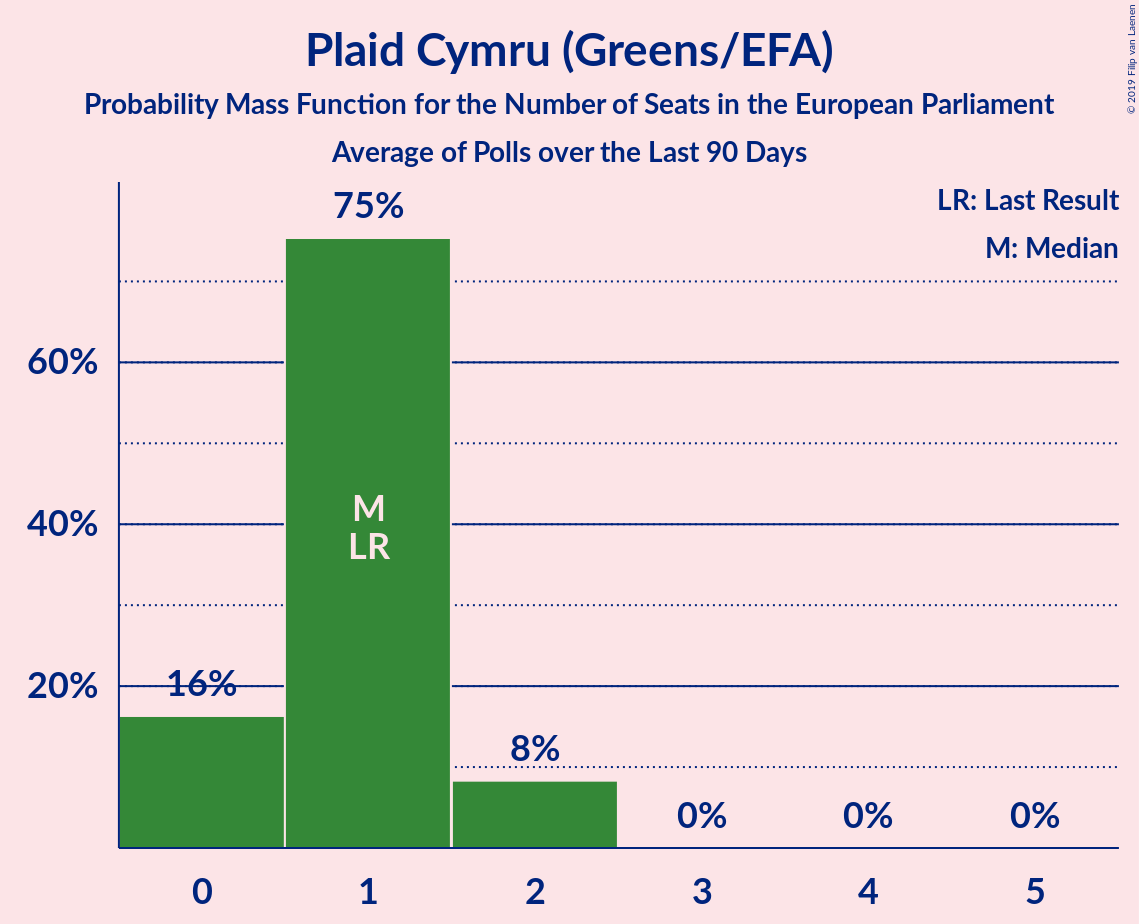 Plaid Cymru (Greens/EFA)
Probability Mass Function for the Number of Seats in the European Parliament
Average of Polls over the Last 90 Days
© 2019 Filip van Laenen
LR: Last Result
M: Median
75%
60%
M
40%
LR
20%
16%
8%
0%
0%
0%
0
1
2
3
4
5